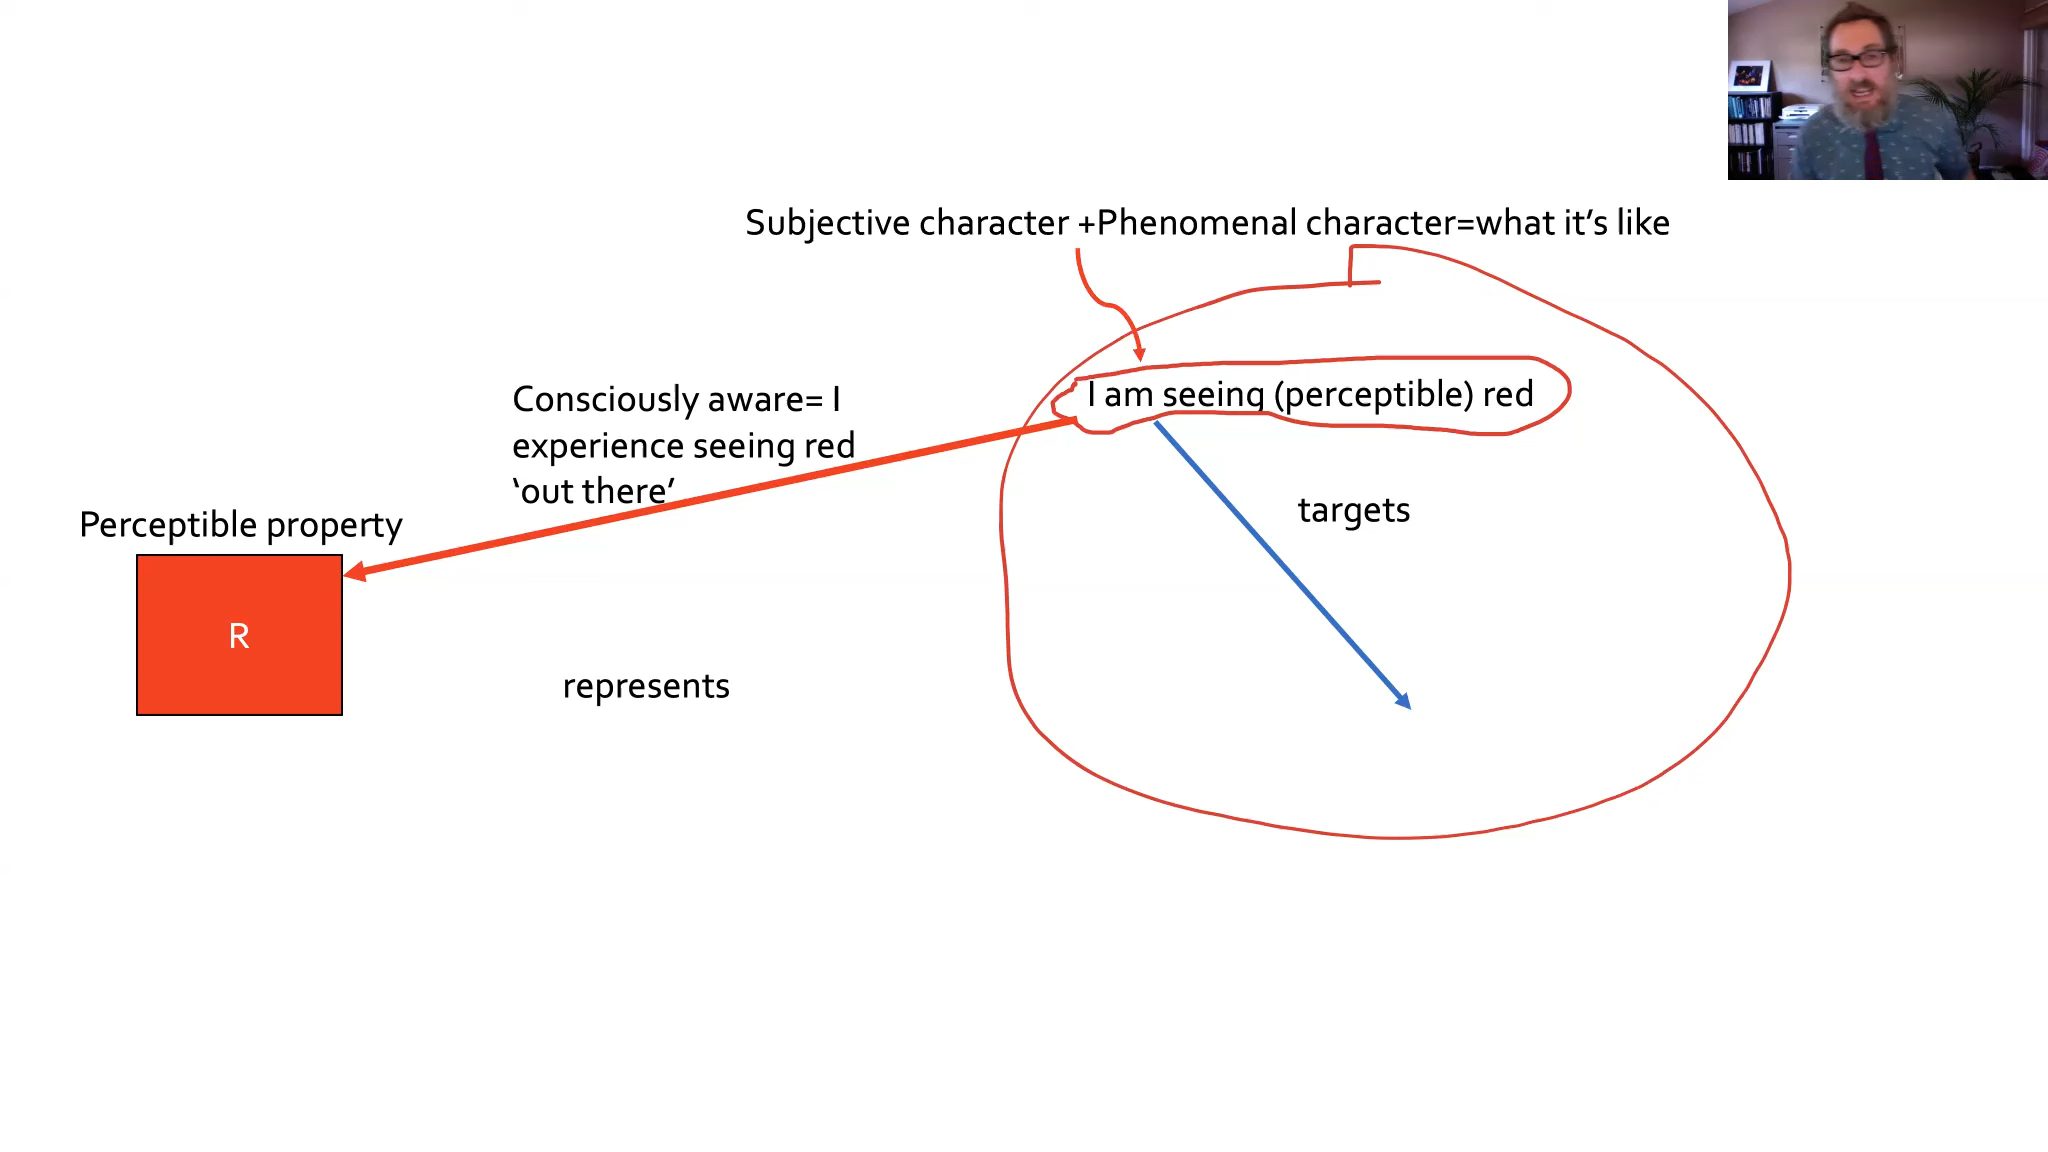 Subjective character +Phenomenal character=what it's like
I am seeing (perceptible) red
Consciously aware= I
experience seeing red
‘out there’
targets
Perceptible property
R
represents